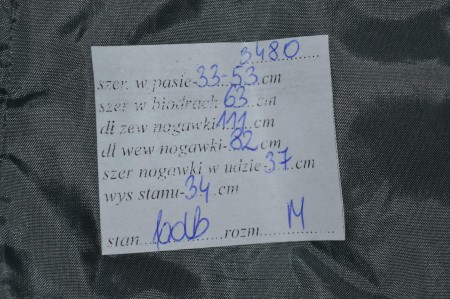 3480
szer. w pasie-33-53.cm
szer w biodrach 63 cm
dł zew nogawki 111 cm
dł wew nogawki-82.cm
szer nogawki w udzie-37.cm
wys stanu-34.cm
stan bdb rozm M